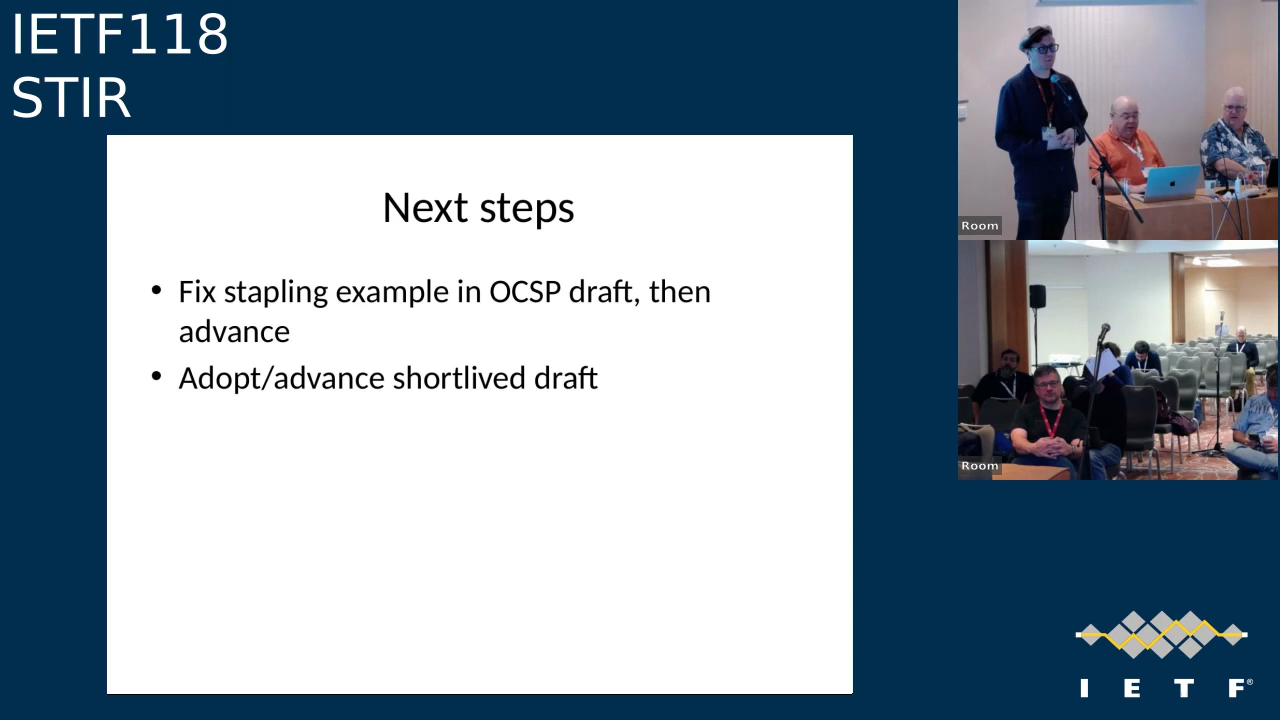 IETF118
STIR
Next steps
• Fix stapling example in OCSP draft, then
advance
• Adopt/advance shortlived draft
Room
Room
I E T F®